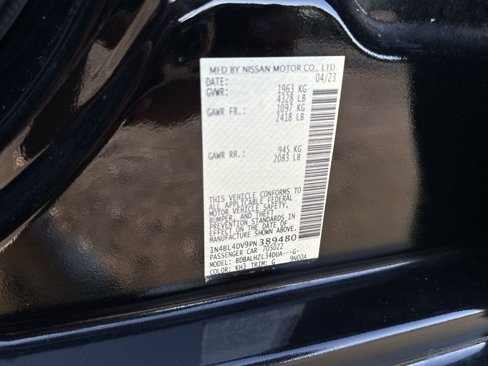 MFD BY NISSAN MOTOR CO., LTD.
DATE: 04/23
GVWR: 1963 KG
4328 LB
GAWR FR.: 1097 KG
2418 LB
GAWR RR.: 945 KG
2083 LB
THIS VEHICLE CONFORMS TO
ALL APPLICABLE FEDERAL
MOTOR VEHICLE SAFETY,
BUMPER, AND THEFT
PREVENTION STANDARDS IN
EFFECT ON THE DATE OF
MANUFACTURE SHOWN ABOVE.
1N4BL4DV9PN389480
PASSENGER CAR ?05022
MODEL: BDBALHZL34DUA---G-
COLOR: KH3 TRIM: G 9N00A